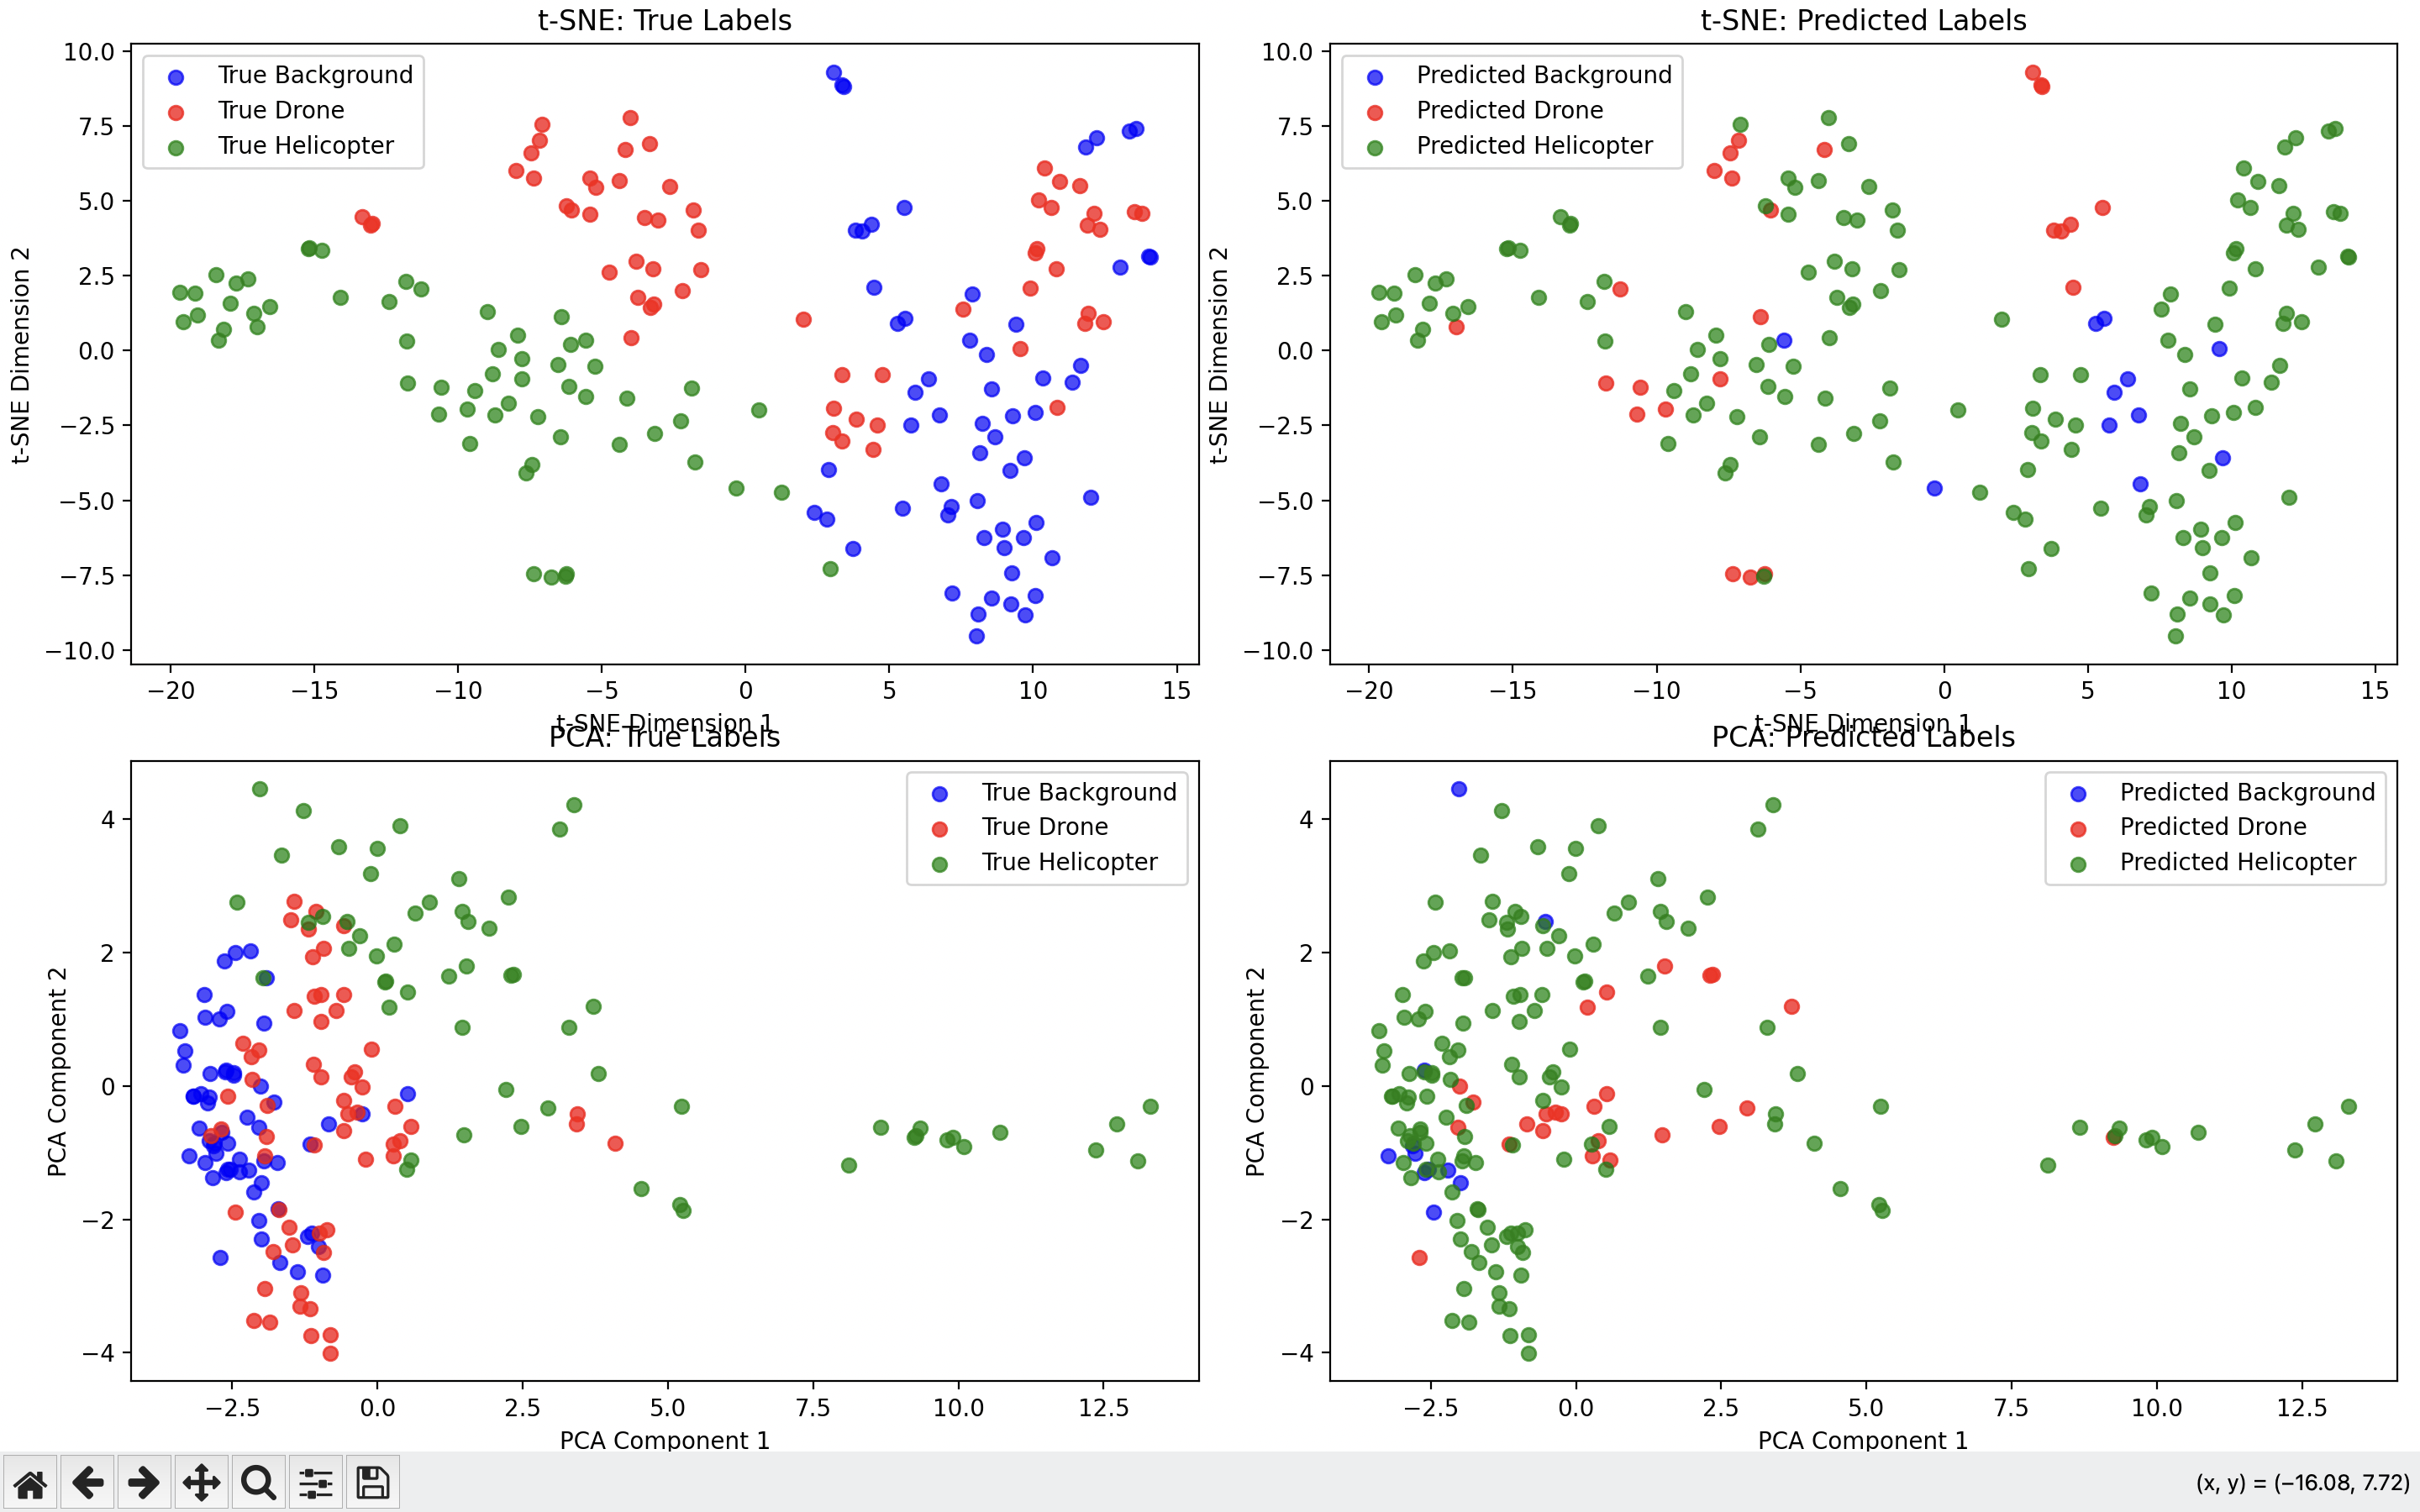 t-SNE: True Labels
True Background
True Drone
True Helicopter
t-SNE Dimension 2
10.0
7.5
5.0
2.5
0.0
−2.5
−5.0
−7.5
−10.0
−20
−15
−10
−5
0
5
10
15
t-SNE Dimension 1
t-SNE: Predicted Labels
Predicted Background
Predicted Drone
Predicted Helicopter
t-SNE Dimension 2
10.0
7.5
5.0
2.5
0.0
−2.5
−5.0
−7.5
−10.0
−20
−15
−10
−5
0
5
10
15
t-SNE Dimension 1
PCA: True Labels
True Background
True Drone
True Helicopter
PCA Component 2
4
2
0
−2
−4
−2.5
0.0
2.5
5.0
7.5
10.0
12.5
PCA Component 1
PCA: Predicted Labels
Predicted Background
Predicted Drone
Predicted Helicopter
PCA Component 2
4
2
0
−2
−4
−2.5
0.0
2.5
5.0
7.5
10.0
12.5
PCA Component 1
(x, y) = (−16.08, 7.72)